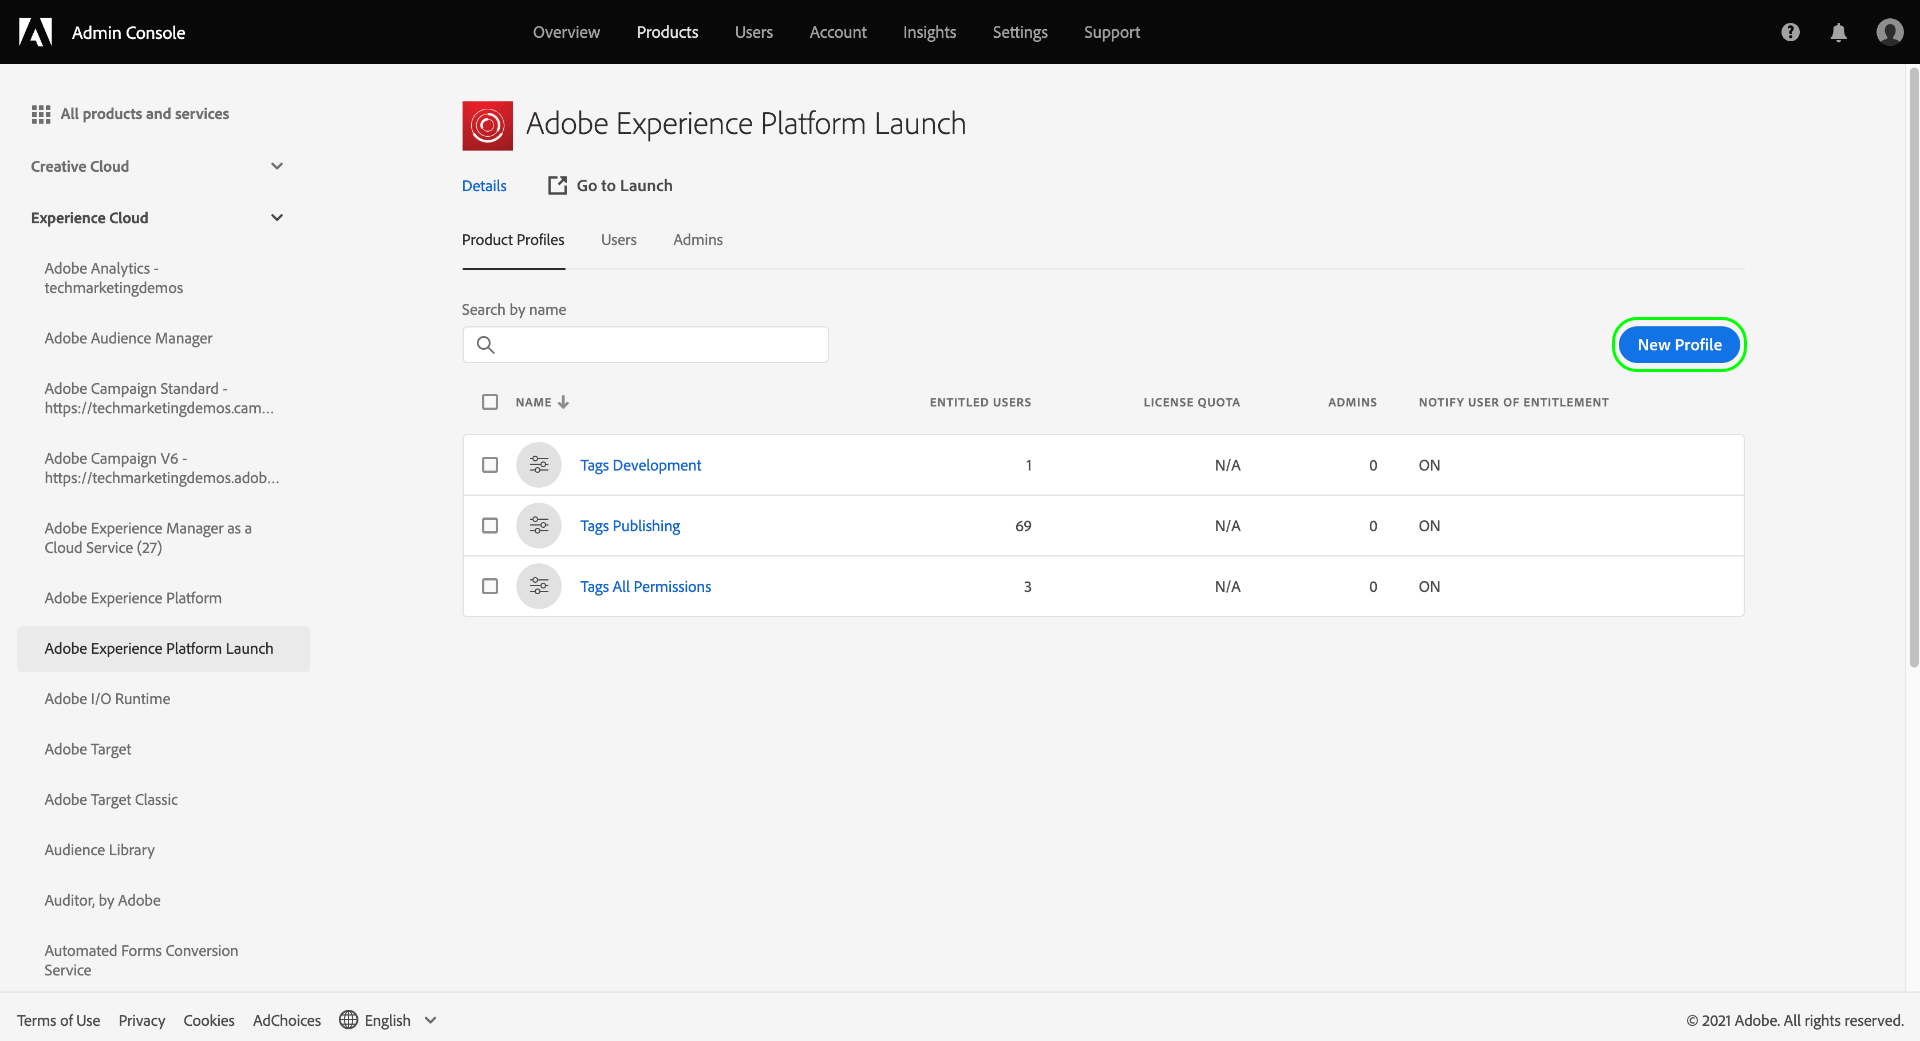 Admin Console
Overview Products Users Account Insights Settings Support
All products and services
Creative Cloud
Experience Cloud
Adobe Analytics -
techmarketingdemos
Adobe Audience Manager
Adobe Campaign Standard -
https://techmarketingdemos.cam...
Adobe Campaign V6 -
https://techmarketingdemos.adob...
Adobe Experience Manager as a
Cloud Service (27)
Adobe Experience Platform
Adobe Experience Platform Launch
Adobe I/O Runtime
Adobe Target
Adobe Target Classic
Audience Library
Auditor, by Adobe
Automated Forms Conversion
Service
Adobe Experience Platform Launch
Details Go to Launch
Product Profiles Users Admins
Search by name
New Profile
NAME ENTITLED USERS LICENSE QUOTA ADMINS NOTIFY USER OF ENTITLEMENT
Tags Development 1 N/A 0 ON
Tags Publishing 69 N/A 0 ON
Tags All Permissions 3 N/A 0 ON
Terms of Use Privacy Cookies AdChoices English
© 2021 Adobe. All rights reserved.